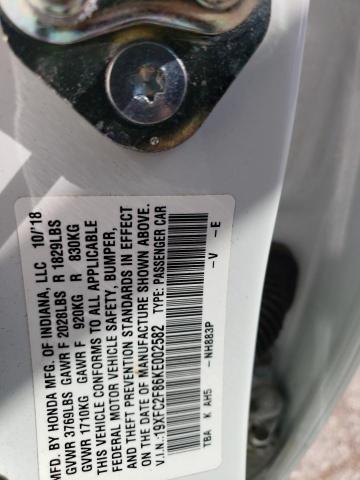 MFD. BY HONDA MFG. OF INDIANA, LLC 10/'18
GVWR 3769LBS GAWR F 2028LBS R 1829LBS
GVWR 1710KG GAWR F 920KG R 830KG
THIS VEHICLE CONFORMS TO ALL APPLICABLE
FEDERAL MOTOR VEHICLE SAFETY, BUMPER,
AND THEFT PREVENTION STANDARDS IN EFFECT
ON THE DATE OF MANUFACTURE SHOWN ABOVE.
V.I.N.:19XFC2F86KE002582 TYPE: PASSENGER CAR
TBA K AH5 -NH883P -V -E